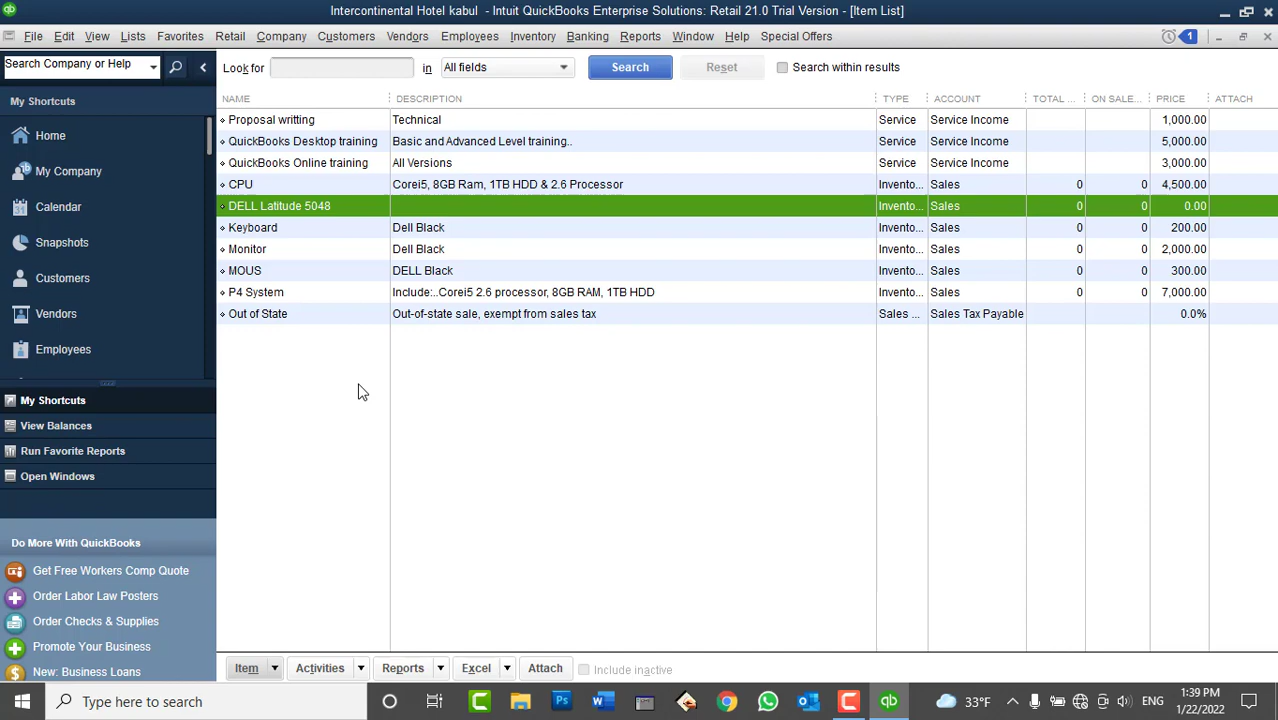 Intercontinental Hotel kabul - Intuit QuickBooks Enterprise Solutions: Retail 21.0 Trial Version - [Item List]
File Edit View Lists Favorites Retail Company Customers Vendors Employees Inventory Banking Reports Window Help Special Offers 1
Search Company or Help
Look for in All fields Search Reset Search within results
My Shortcuts
Home
My Company
Calendar
Snapshots
Customers
Vendors
Employees
My Shortcuts
View Balances
Run Favorite Reports
Open Windows
Do More With QuickBooks
Get Free Workers Comp Quote
Order Labor Law Posters
Order Checks & Supplies
Promote Your Business
New: Business Loans
NAME DESCRIPTION TYPE ACCOUNT TOTAL ... ON SALE... PRICE ATTACH
Proposal writting Technical Service Service Income 1,000.00
QuickBooks Desktop training Basic and Advanced Level training.. Service Service Income 5,000.00
QuickBooks Online training All Versions Service Service Income 3,000.00
CPU Corei5, 8GB Ram, 1TB HDD & 2.6 Processor Invento... Sales 0 0 4,500.00
DELL Latitude 5048 Invento... Sales 0 0 0.00
Keyboard Dell Black Invento... Sales 0 0 200.00
Monitor Dell Black Invento... Sales 0 0 2,000.00
MOUS DELL Black Invento... Sales 0 0 300.00
P4 System Include:..Corei5 2.6 processor, 8GB RAM, 1TB HDD Invento... Sales 0 0 7,000.00
Out of State Out-of-state sale, exempt from sales tax Sales ... Sales Tax Payable 0.0%
Item Activities Reports Excel Attach Include inactive
Type here to search 33°F ENG 1:39 PM
1/22/2022